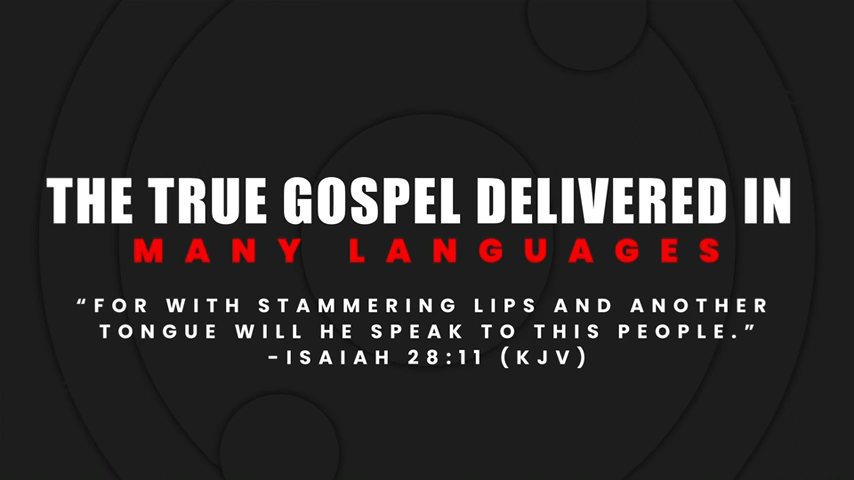 THE TRUE GOSPEL DELIVERED IN
MANY LANGUAGES
“FOR WITH STAMMERING LIPS AND ANOTHER
TONGUE WILL HE SPEAK TO THIS PEOPLE.”
-ISAIAH 28:11 (KJV)